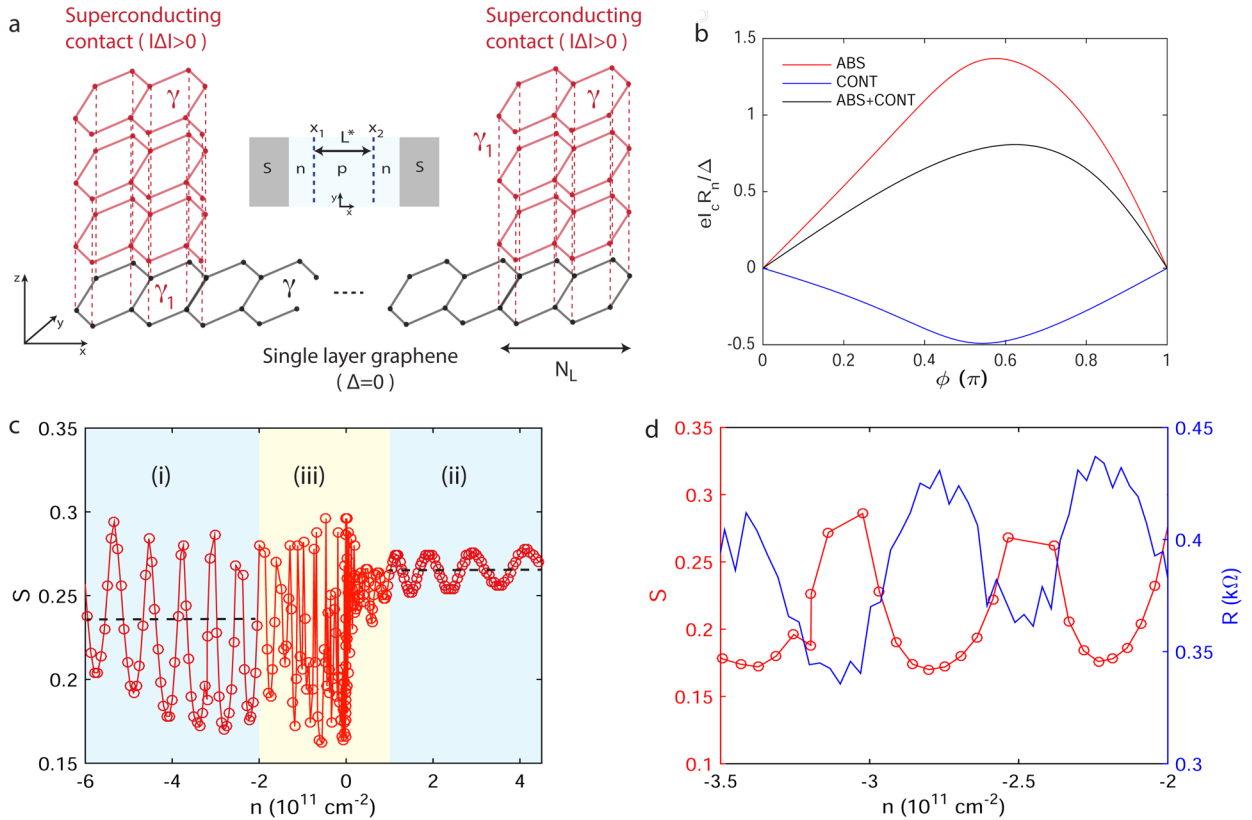 a
Superconducting
contact ( IΔI>0)
Superconducting
contact ( IΔI>0)
γ
γ
γ₁
x₁
x₂
L*
S
n
p
n
S
y
x
z
y
x
γ₁
γ
Single layer graphene
( Δ=0 )
N_L
b
ABS
CONT
ABS+CONT
eI_cR_n/Δ
1.5
1
0.5
0
-0.5
0
0.2
0.4
0.6
0.8
1
ϕ (π)
c
S
0.35
0.3
0.25
0.2
0.15
(i)
(iii)
(ii)
-6
-4
-2
0
2
4
n (10¹¹ cm⁻²)
d
S
0.35
0.3
0.25
0.2
0.15
0.1
0.45
0.4
0.35
0.3
R (kΩ)
-3.5
-3
-2.5
-2
n (10¹¹ cm⁻²)